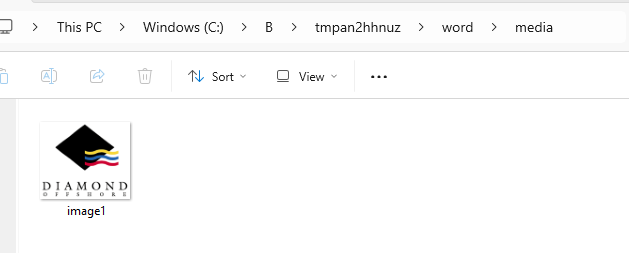 This PC > Windows (C:) > B > tmpan2hhnuz > word > media
Sort View
DIAMOND
OFFSHORE
image1